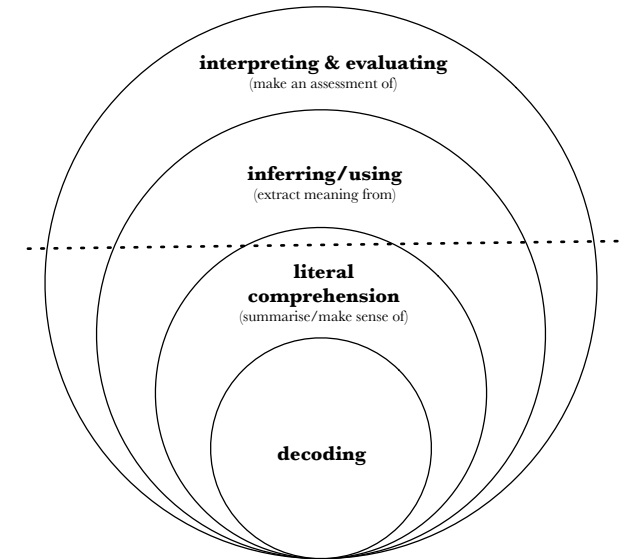 interpreting & evaluating
(make an assessment of)
inferring/using
(extract meaning from)
literal
comprehension
(summarise/make sense of)
decoding